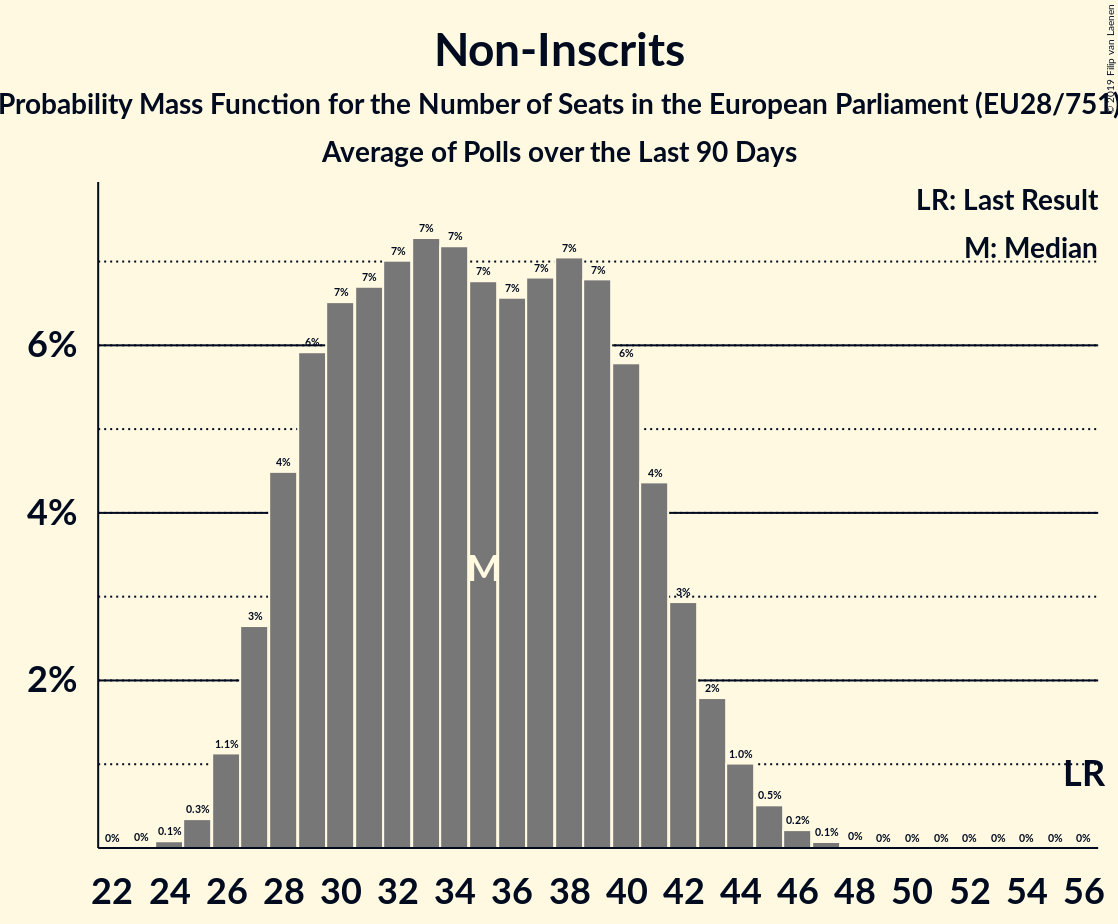 © 2019 Filip van Laenen
Non-Inscrits
Probability Mass Function for the Number of Seats in the European Parliament (EU28/751)
Average of Polls over the Last 90 Days
LR: Last Result
M: Median
6%
4%
2%
0% 0% 0.1% 0.3% 1.1% 3% 4% 6% 7% 7% 7% 7% 7% 7% 7% 7% 7% 7% 6% 4% 3% 2% 1.0% 0.5% 0.2% 0.1% 0% 0% 0% 0% 0% 0% 0% 0% 0%
M
LR
22 24 26 28 30 32 34 36 38 40 42 44 46 48 50 52 54 56